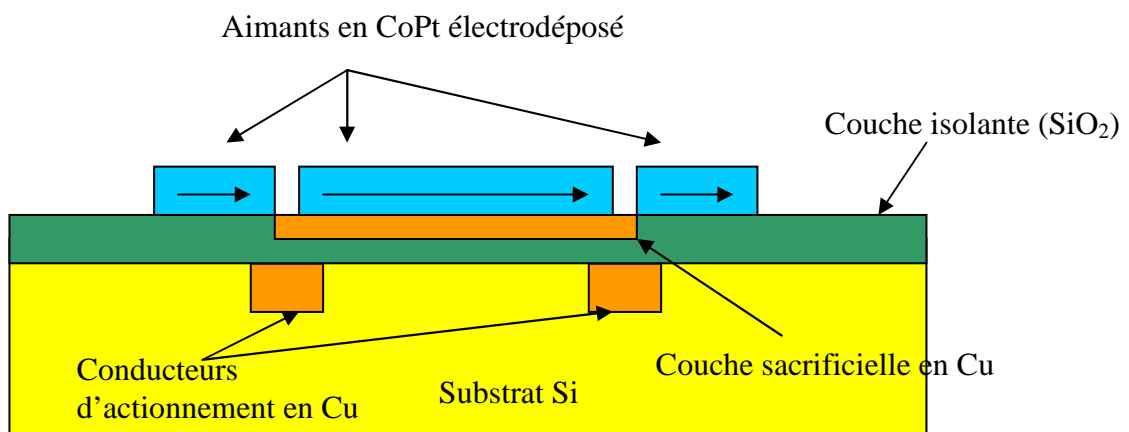 Aimants en CoPt électrodéposé
Couche isolante (SiO₂)
Conducteurs
d'actionnement en Cu
Substrat Si
Couche sacrificielle en Cu